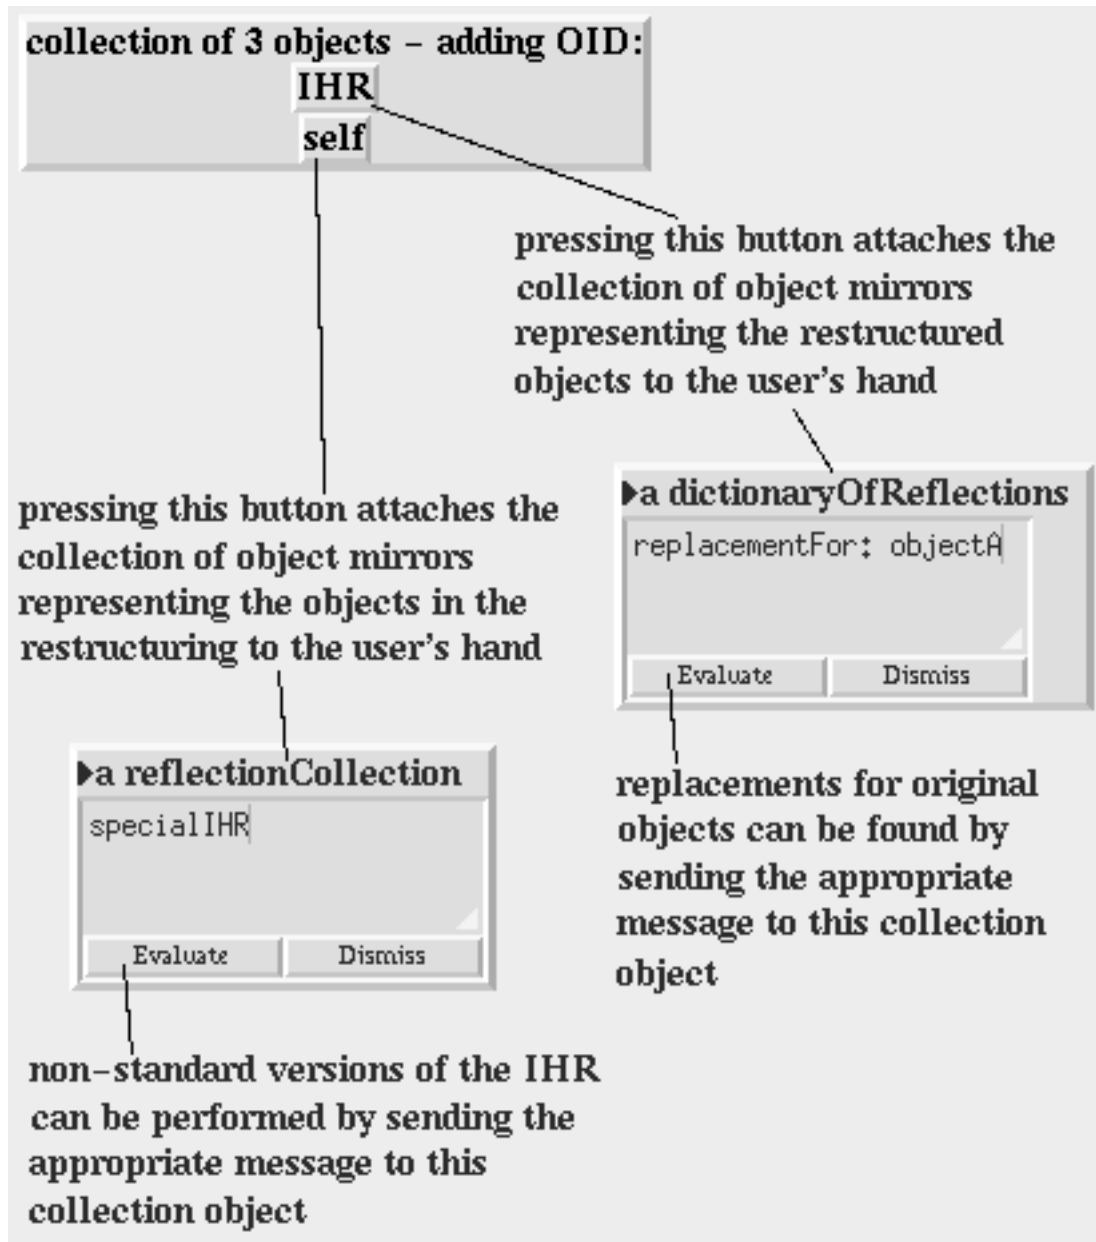 collection of 3 objects – adding OID:
IHR
self
pressing this button attaches the
collection of object mirrors
representing the restructured
objects to the user's hand
a dictionaryOfReflections
replacementFor: objectA
Evaluate
Dismiss
replacements for original
objects can be found by
sending the appropriate
message to this collection
object
pressing this button attaches the
collection of object mirrors
representing the objects in the
restructuring to the user's hand
a reflectionCollection
specialIHR
Evaluate
Dismiss
non–standard versions of the IHR
can be performed by sending the
appropriate message to this
collection object